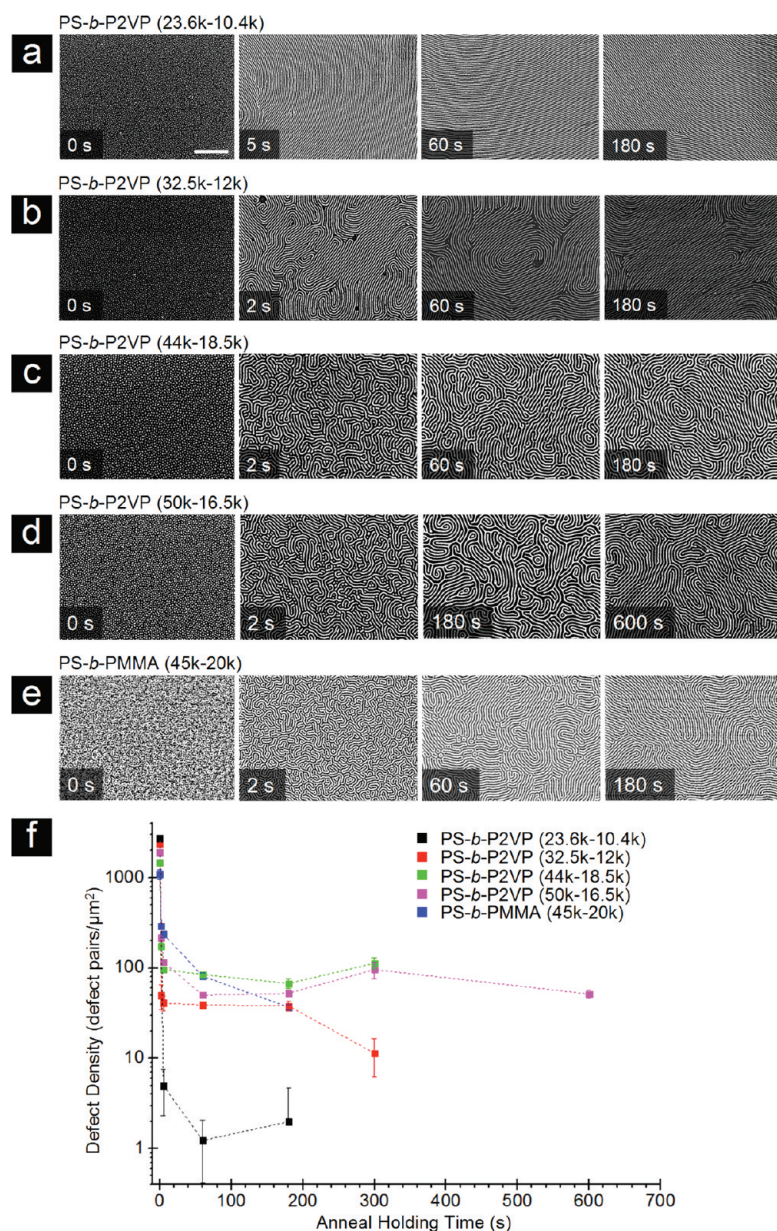 PS-b-P2VP (23.6k-10.4k)
a
0 s
5 s
60 s
180 s
PS-b-P2VP (32.5k-12k)
b
0 s
2 s
60 s
180 s
PS-b-P2VP (44k-18.5k)
c
0 s
2 s
60 s
180 s
PS-b-P2VP (50k-16.5k)
d
0 s
2 s
180 s
600 s
PS-b-PMMA (45k-20k)
e
0 s
2 s
60 s
180 s
f
PS-b-P2VP (23.6k-10.4k)
PS-b-P2VP (32.5k-12k)
PS-b-P2VP (44k-18.5k)
PS-b-P2VP (50k-16.5k)
PS-b-PMMA (45k-20k)
Defect Density (defect pairs/µm²)
1000
100
10
1
0 100 200 300 400 500 600 700
Anneal Holding Time (s)